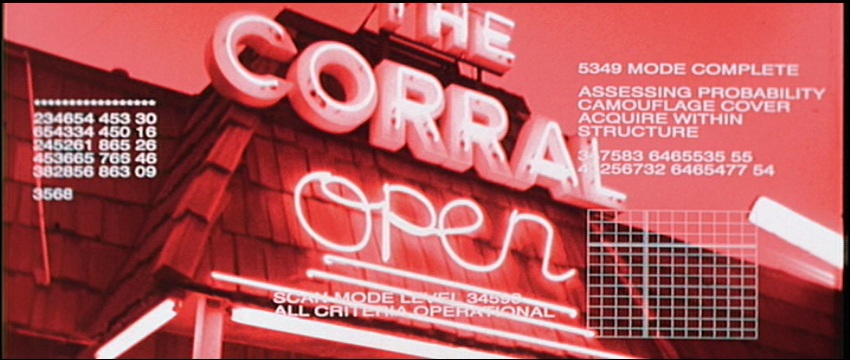 THE
CORRAL
Open
5349 MODE COMPLETE
ASSESSING PROBABILITY
CAMOUFLAGE COVER
ACQUIRE WITHIN
STRUCTURE
6465535 55
6465477 54
234654 453 30
654334 450 16
245261 865 26
453665 765 46
382856 863 09
3568
SCAN MODE LEVEL
ALL CRITERIA OPERATIONAL